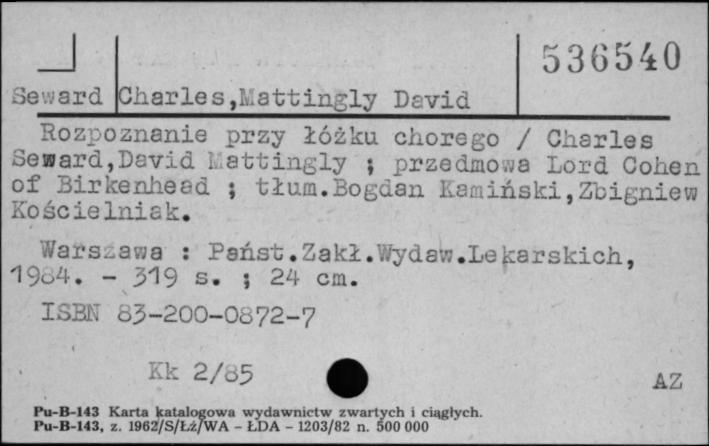 536540
Seward Charles,Mattingly David
Rozpoznanie przy łóżku chorego / Charles
Seward,David Mattingly ; przedmowa Lord Cohen
of Birkenhead ; tłum.Bogdan Kamiński,Zbigniew
Kościelniak.
Warszawa : Państ.Zakł.Wydaw.Lekarskich,
1984. - 319 s. ; 24 cm.
ISBN 83-200-0872-7
Kk 2/85
AZ
Pu-B-143 Karta katalogowa wydawnictw zwartych i ciągłych.
Pu-B-143, z. 1962/S/Łż/WA - ŁDA - 1203/82 n. 500 000